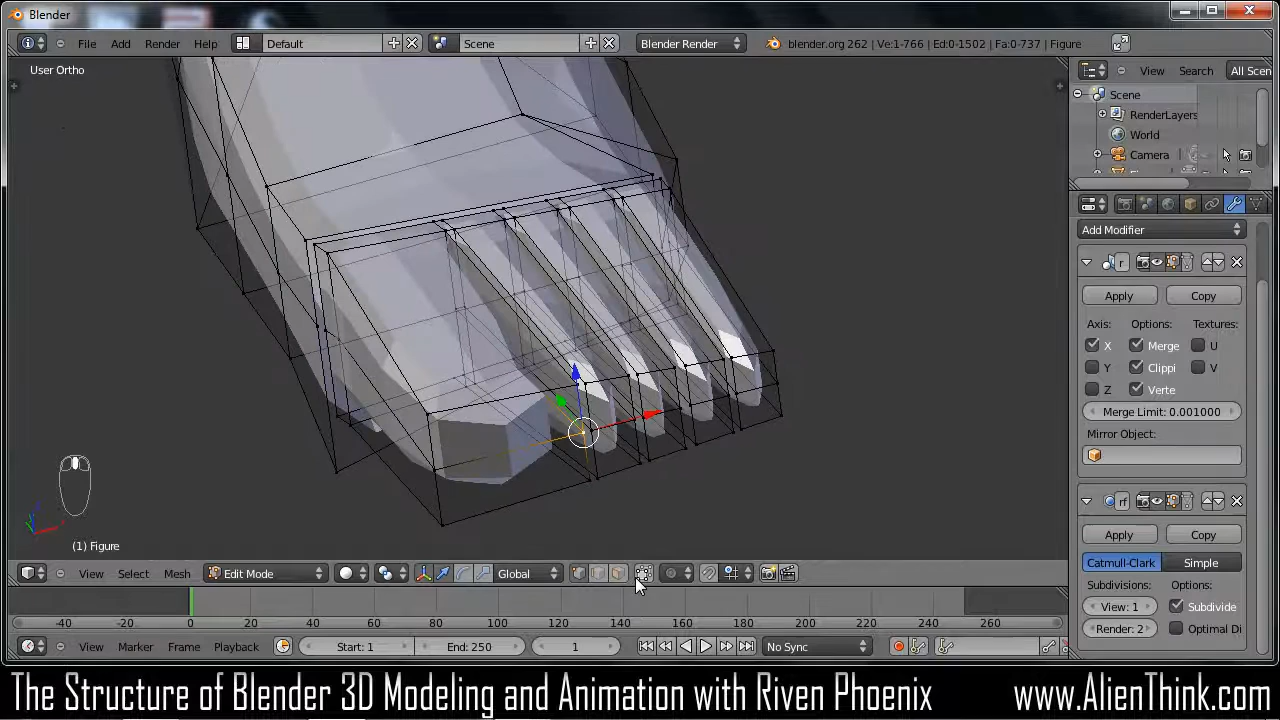 Blender
File Add Render Help Default Scene Blender Render blender.org 262 | Ve:1-766 | Ed:0-1502 | Fa:0-737 | Figure
User Ortho
View Search All Scen
Scene
RenderLayers
World
Camera
Add Modifier
Apply Copy
Axis: Options: Textures:
X Merge U
Y Clippi V
Z Verte
Merge Limit: 0.001000
Mirror Object:
Apply Copy
Catmull-Clark Simple
Subdivisions: Options:
View: 1 Subdivide
Render: 2 Optimal Di
(1) Figure
View Select Mesh Edit Mode Global
-40 -20 0 20 40 60 80 100 120 140 160 180 200 220 240 260
View Marker Frame Playback Start: 1 End: 250 1 No Sync
The Structure of Blender 3D Modeling and Animation with Riven Phoenix www.AlienThink.com